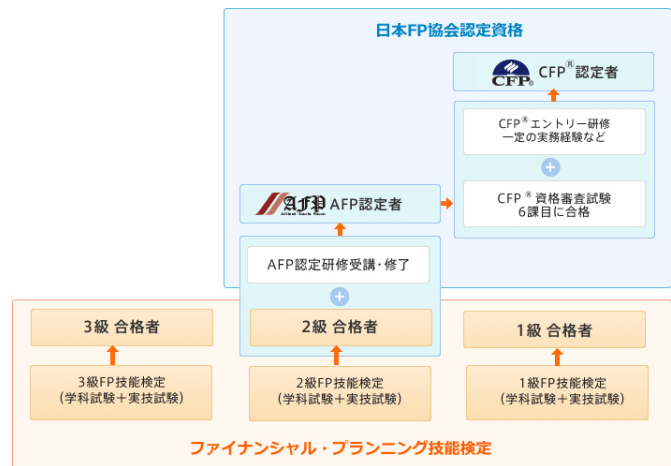 日本FP協会認定資格
CFP® CFP®認定者
CFP®エントリー研修
一定の実務経験など
CFP®資格審査試験
6課目に合格
AFP AFP認定者
AFP認定研修受講・修了
3級 合格者
2級 合格者
1級 合格者
3級FP技能検定
(学科試験+実技試験)
2級FP技能検定
(学科試験+実技試験)
1級FP技能検定
(学科試験+実技試験)
ファイナンシャル・プランニング技能検定